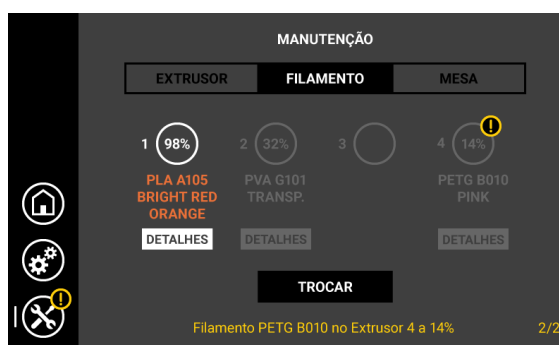 MANUTENÇÃO
EXTRUSOR FILAMENTO MESA
1 98% 2 32% 3 4 14% !
PLA A105 PVA G101 PETG B010
BRIGHT RED TRANSP. PINK
ORANGE
DETALHES DETALHES DETALHES
TROCAR
!
Filamento PETG B010 no Extrusor 4 a 14% 2/2